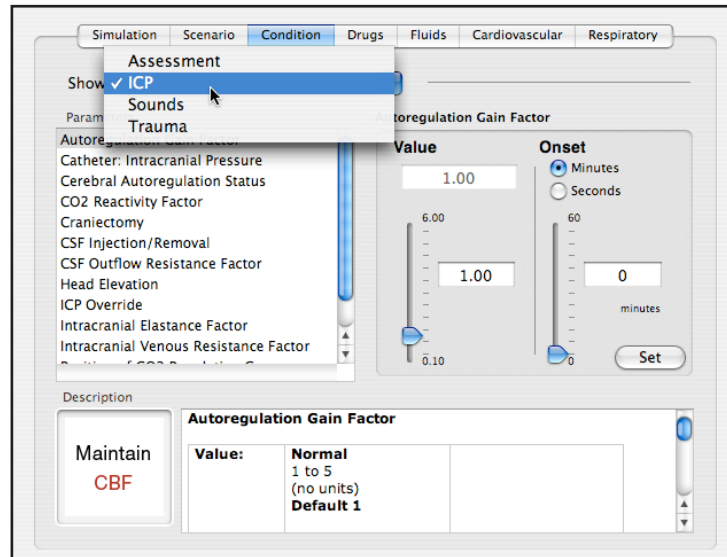 Simulation Scenario Condition Drugs Fluids Cardiovascular Respiratory
Assessment
Show ✓ ICP
Sounds
Trauma
Autoregulation Gain Factor
Autoregulation Gain Factor
Catheter: Intracranial Pressure
Cerebral Autoregulation Status
CO2 Reactivity Factor
Craniectomy
CSF Injection/Removal
CSF Outflow Resistance Factor
Head Elevation
ICP Override
Intracranial Elastance Factor
Intracranial Venous Resistance Factor
Value
1.00
6.00
1.00
0.10
Onset
Minutes
Seconds
60
0
minutes
0
Set
Description
Maintain
CBF
Autoregulation Gain Factor
Value: Normal
1 to 5
(no units)
Default 1